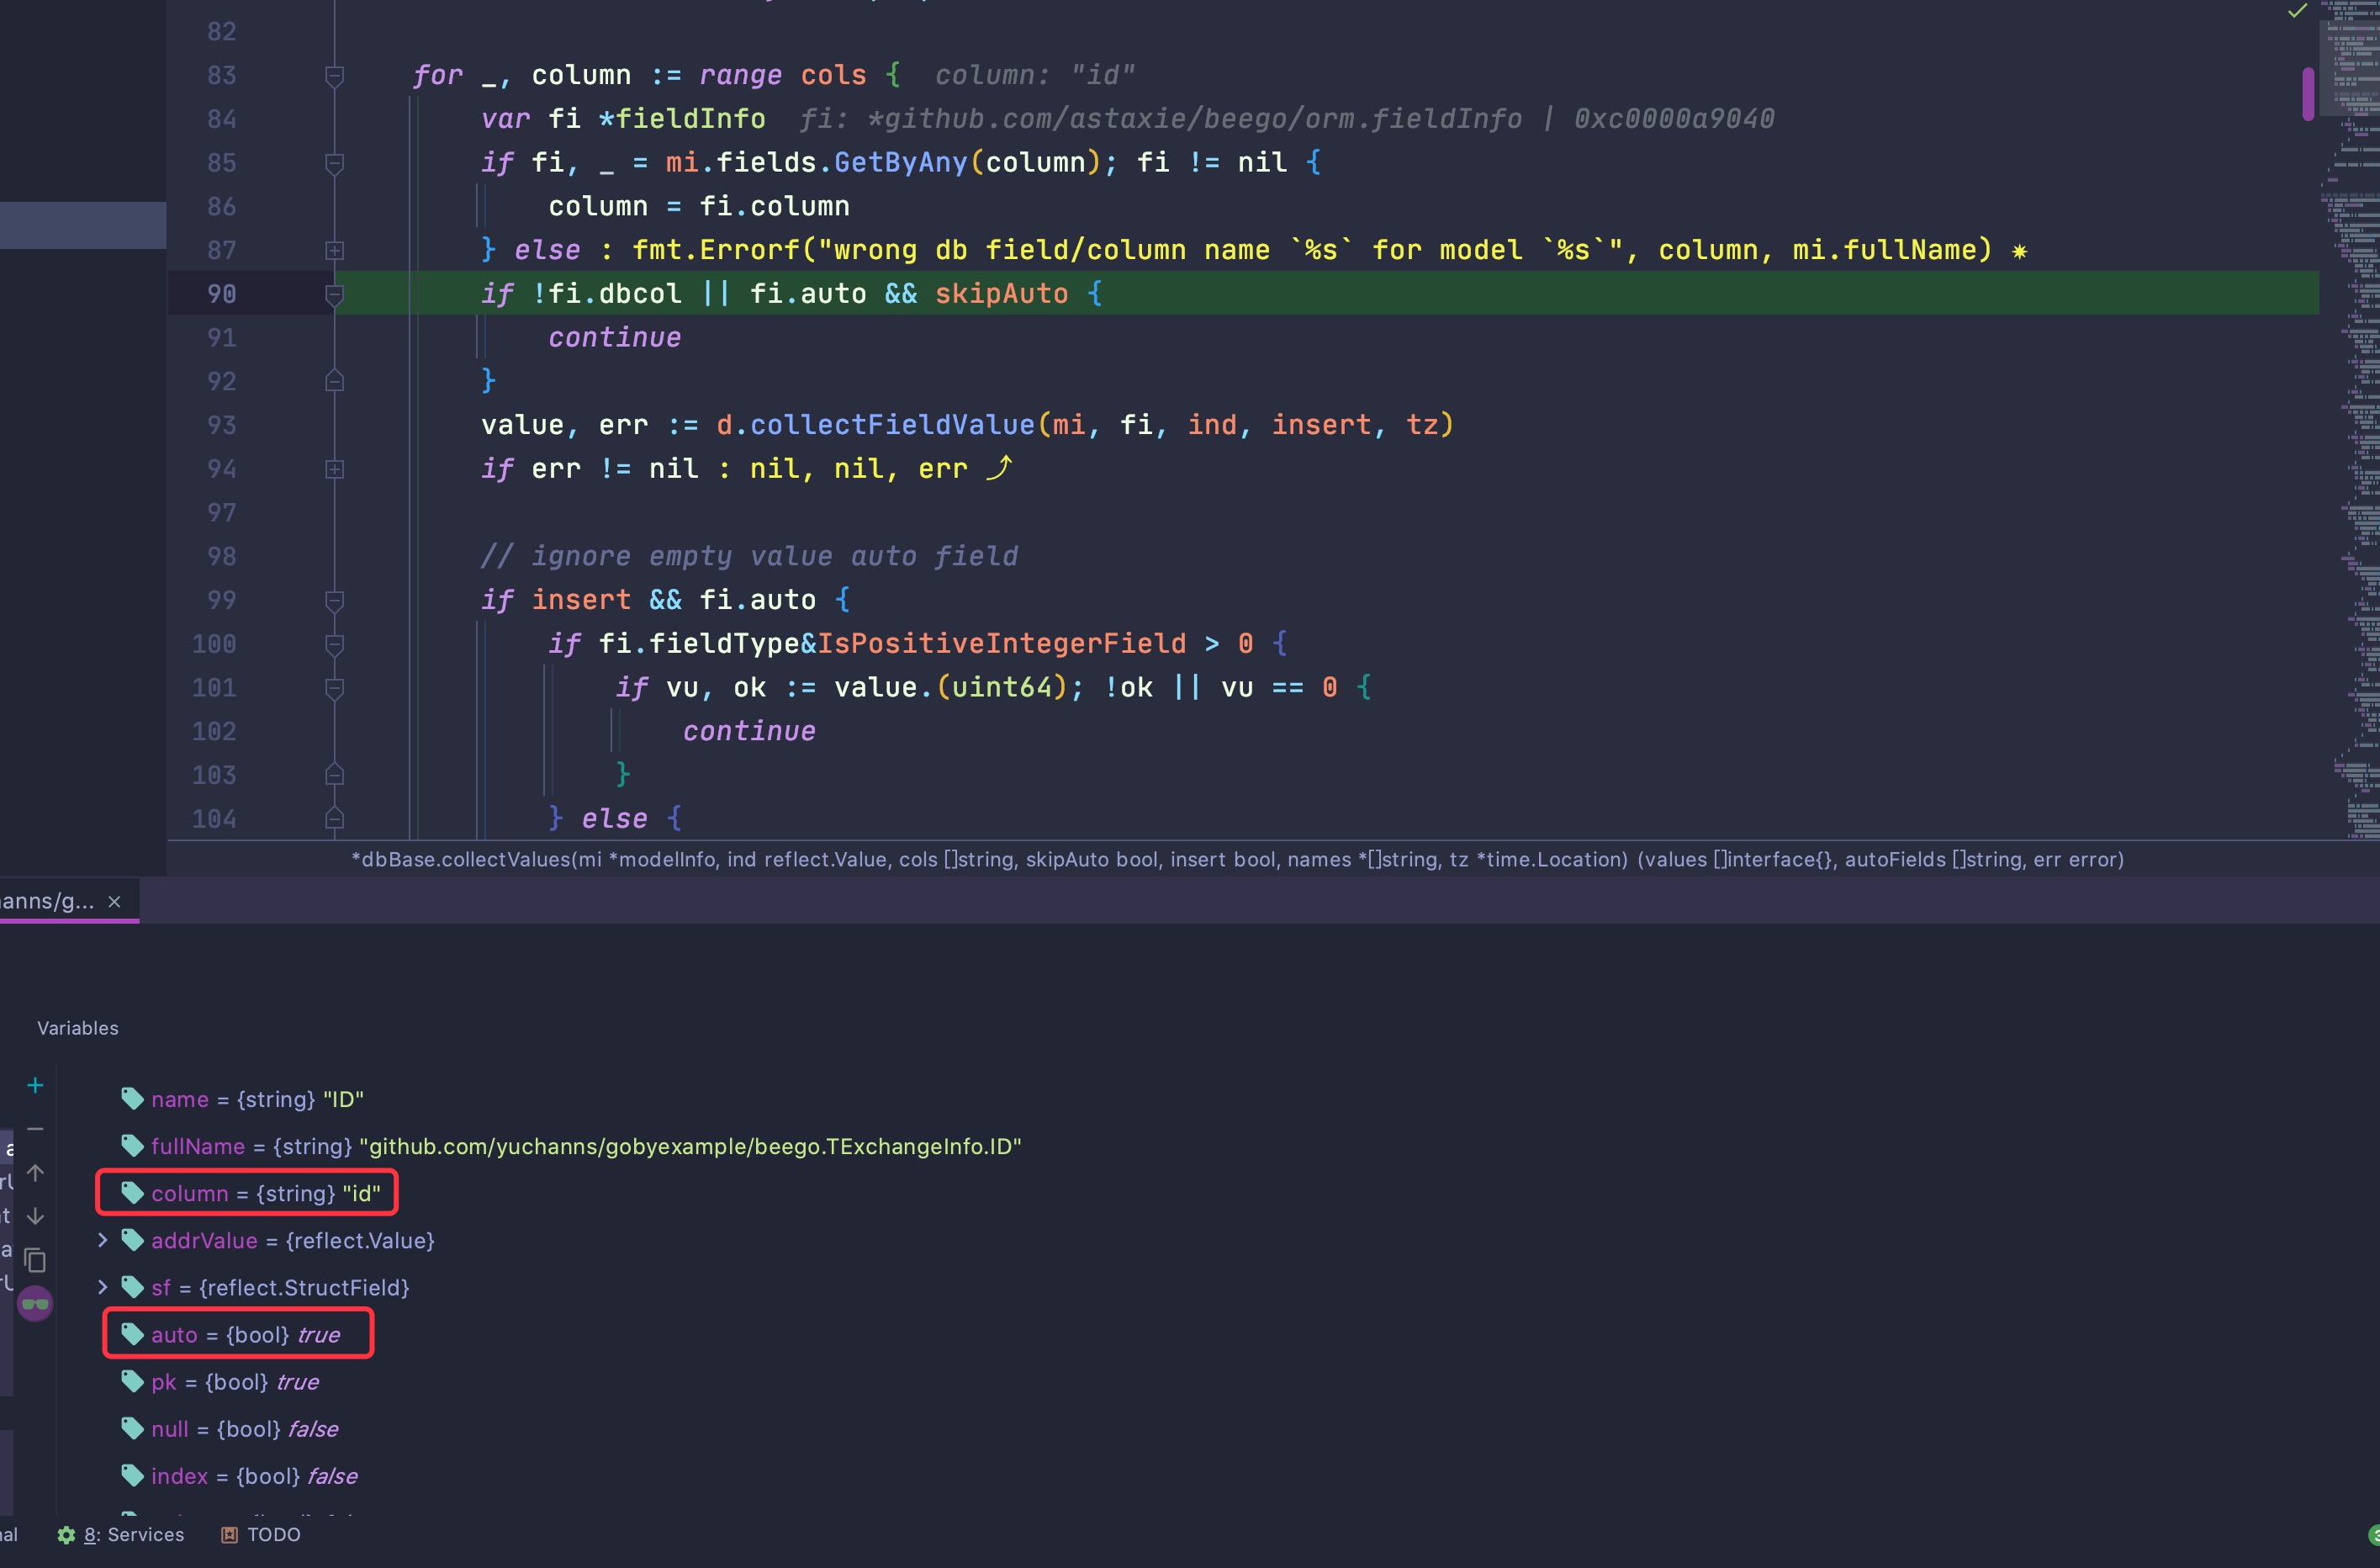 82
83 for _, column := range cols { column: "id"
84 var fi *fieldInfo fi: *github.com/astaxie/beego/orm.fieldInfo | 0xc0000a9040
85 if fi, _ = mi.fields.GetByAny(column); fi != nil {
86 column = fi.column
87 } else : fmt.Errorf("wrong db field/column name `%s` for model `%s`", column, mi.fullName)
90 if !fi.dbcol || fi.auto && skipAuto {
91 continue
92 }
93 value, err := d.collectFieldValue(mi, fi, ind, insert, tz)
94 if err != nil : nil, nil, err
97
98 // ignore empty value auto field
99 if insert && fi.auto {
100 if fi.fieldType&IsPositiveIntegerField > 0 {
101 if vu, ok := value.(uint64); !ok || vu == 0 {
102 continue
103 }
104 } else {
*dbBase.collectValues(mi *modelInfo, ind reflect.Value, cols []string, skipAuto bool, insert bool, names *[]string, tz *time.Location) (values []interface{}, autoFields []string, err error)
anns/g... ×
Variables
name = {string} "ID"
fullName = {string} "github.com/yuchanns/gobyexample/beego.TExchangeInfo.ID"
column = {string} "id"
addrValue = {reflect.Value}
sf = {reflect.StructField}
auto = {bool} true
pk = {bool} true
null = {bool} false
index = {bool} false
8: Services
TODO